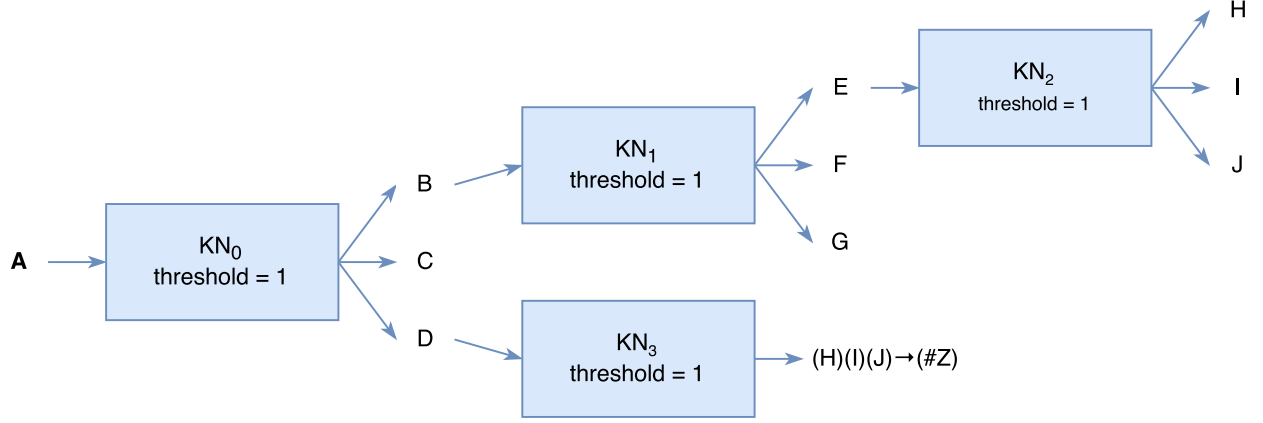 H
KN₂
threshold = 1
E
I
KN₁
threshold = 1
F
J
B
G
KN₀
threshold = 1
A
C
D
KN₃
threshold = 1
(H)(I)(J)→(#Z)